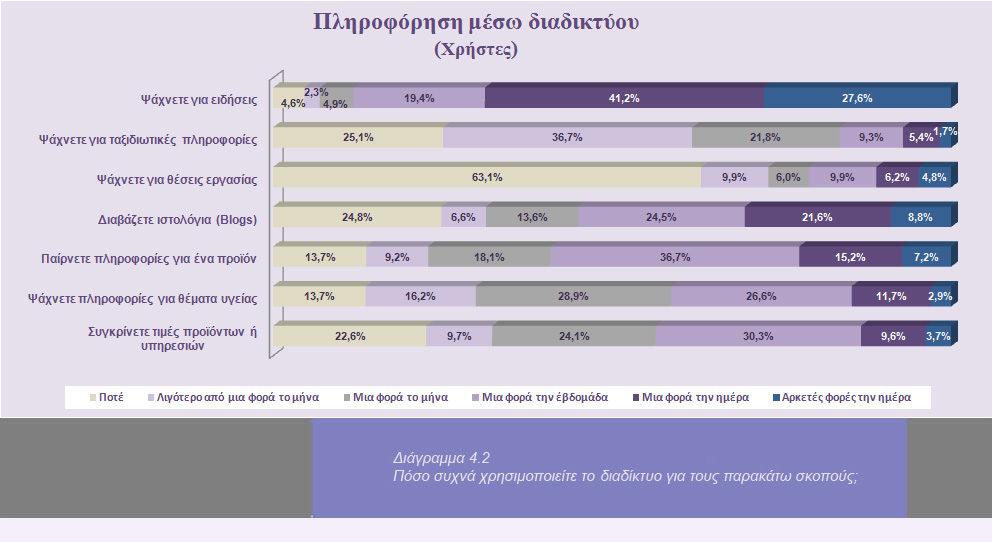 Πληροφόρηση μέσω διαδικτύου
(Χρήστες)
Ψάχνετε για ειδήσεις
4,6% 2,3% 4,9% 19,4% 41,2% 27,6%
Ψάχνετε για ταξιδιωτικές πληροφορίες
25,1% 36,7% 21,8% 9,3% 5,4% 1,7%
Ψάχνετε για θέσεις εργασίας
63,1% 9,9% 6,0% 9,9% 6,2% 4,8%
Διαβάζετε ιστολόγια (Blogs)
24,8% 6,6% 13,6% 24,5% 21,6% 8,8%
Παίρνετε πληροφορίες για ένα προϊόν
13,7% 9,2% 18,1% 36,7% 15,2% 7,2%
Ψάχνετε πληροφορίες για θέματα υγείας
13,7% 16,2% 28,9% 26,6% 11,7% 2,9%
Συγκρίνετε τιμές προϊόντων ή
υπηρεσιών
22,6% 9,7% 24,1% 30,3% 9,6% 3,7%
Ποτέ Λιγότερο από μια φορά το μήνα Μια φορά το μήνα Μια φορά την έβδομάδα Μια φορά την ημέρα Αρκετές φορές την ημέρα
Διάγραμμα 4.2
Πόσο συχνά χρησιμοποιείτε το διαδίκτυο για τους παρακάτω σκοπούς;